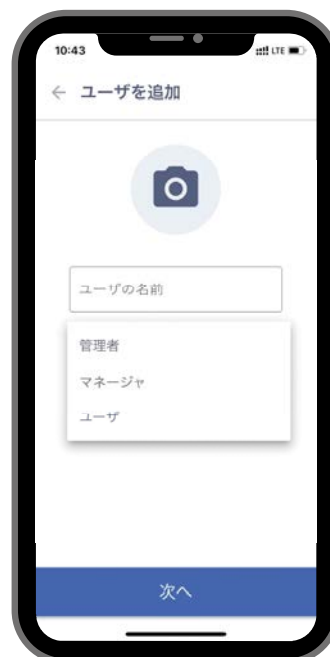 10:43
LTE
← ユーザを追加
ユーザの名前
管理者
マネージャ
ユーザ
次へ